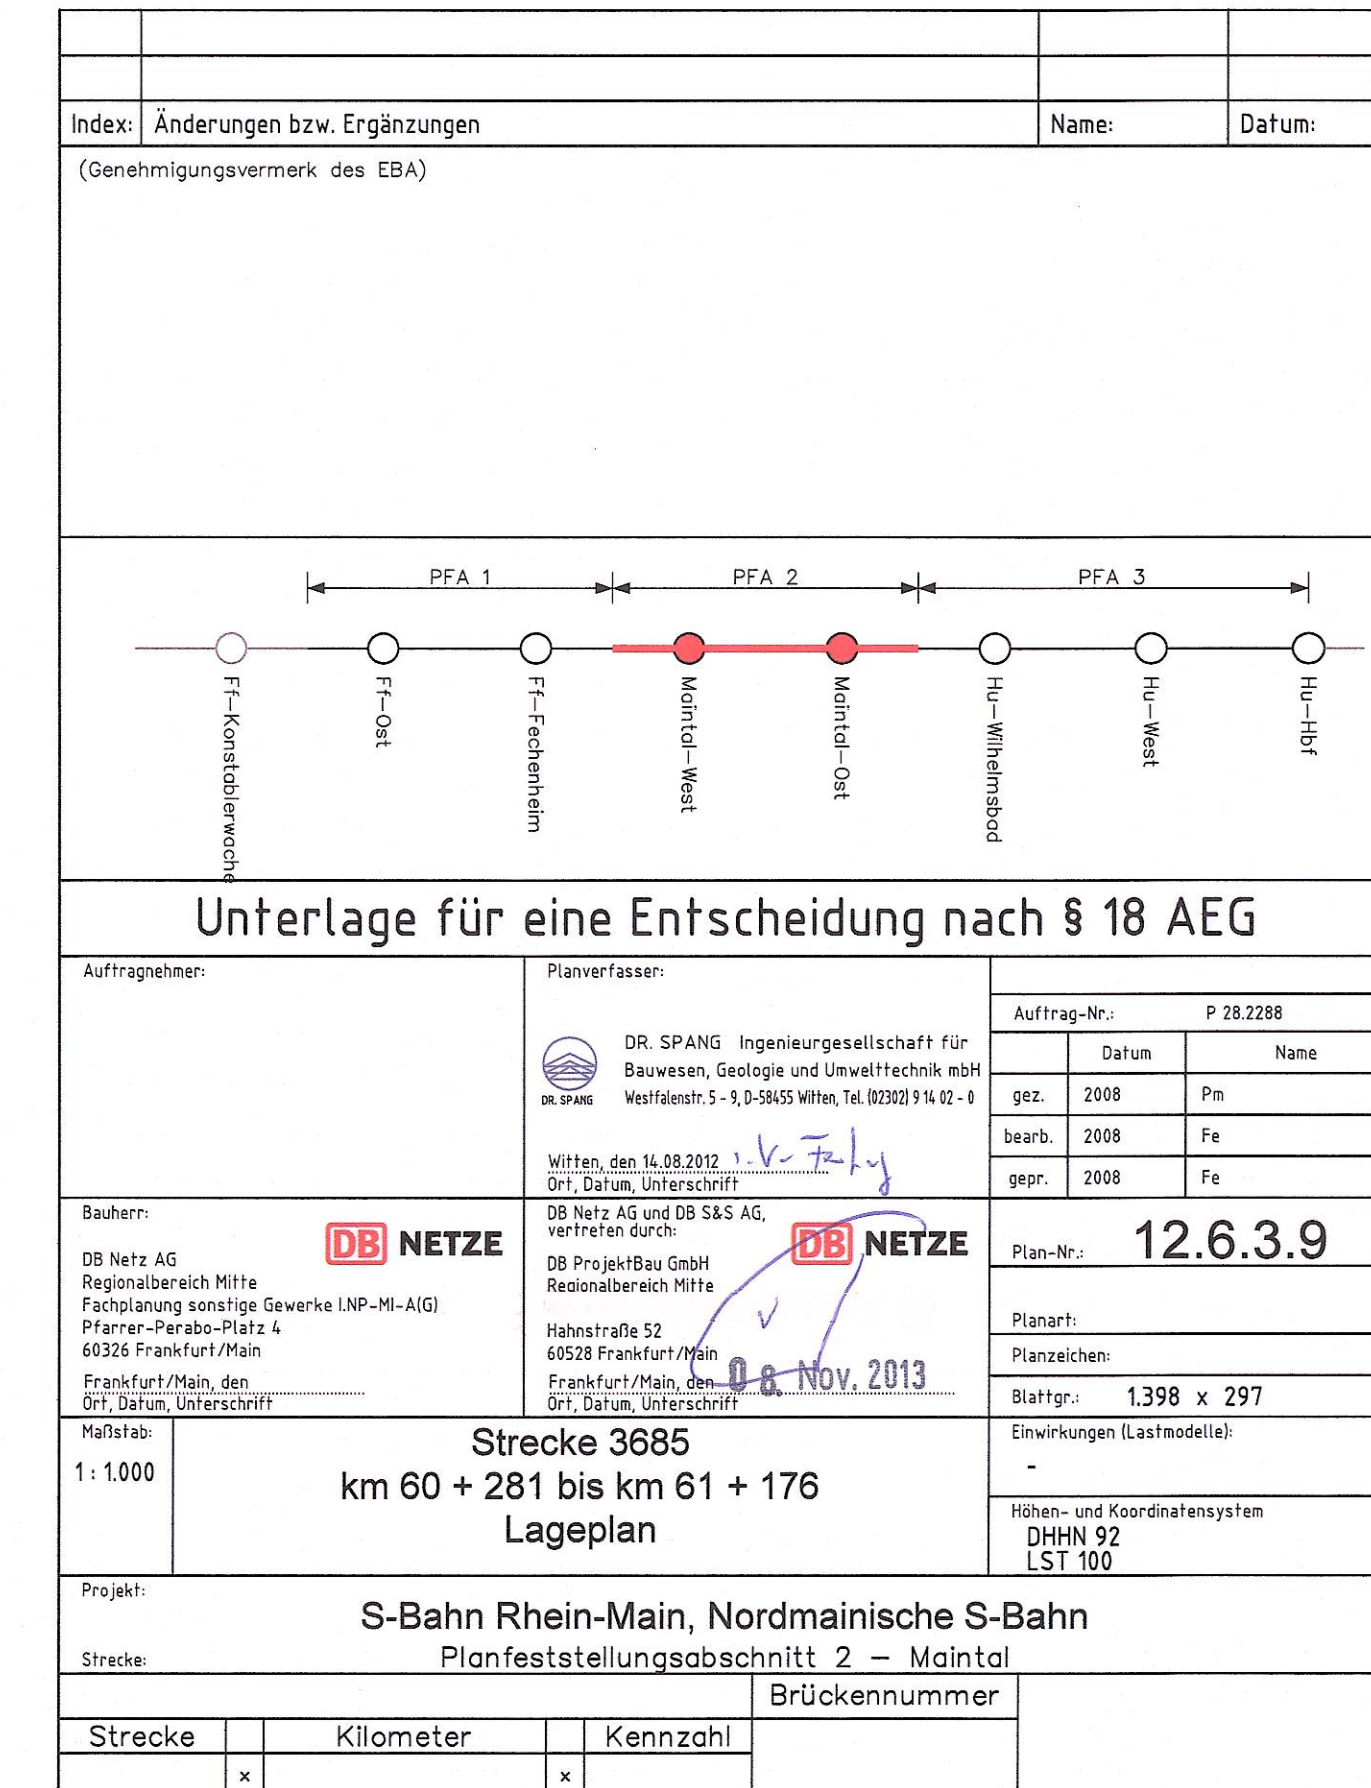 Index: Änderungen bzw. Ergänzungen Name: Datum:
(Genehmigungsvermerk des EBA)
PFA 1 PFA 2 PFA 3
Ff-Konstablerwache
Ff-Ost
Ff-Fechenheim
Maintal-West
Maintal-Ost
Hu-Wilhelmsbad
Hu-West
Hu-Hbf
Unterlage für eine Entscheidung nach § 18 AEG
Auftragnehmer:
Planverfasser:
DR. SPANG Ingenieurgesellschaft für
Bauwesen, Geologie und Umwelttechnik mbH
DR. SPANG
Westfalenstr. 5 - 9, D-58455 Witten, Tel. (02302) 9 14 02 - 0
Witten, den 14.08.2012
Ort, Datum, Unterschrift
Auftrag-Nr.: P 28.2288
Datum Name
gez. 2008 Pm
bearb. 2008 Fe
gepr. 2008 Fe
Bauherr:
DB NETZE
DB Netz AG
Regionalbereich Mitte
Fachplanung sonstige Gewerke I.NP-MI-A(G)
Pfarrer-Perabo-Platz 4
60326 Frankfurt/Main
Frankfurt/Main, den
Ort, Datum, Unterschrift
DB Netz AG und DB S&S AG,
vertreten durch:
DB NETZE
DB ProjektBau GmbH
Regionalbereich Mitte
Hahnstraße 52
60528 Frankfurt/Main
Frankfurt/Main, den 08. Nov. 2013
Ort, Datum, Unterschrift
Plan-Nr.: 12.6.3.9
Planart:
Planzeichen:
Blattgr.: 1.398 x 297
Maßstab:
1 : 1.000
Strecke 3685
km 60 + 281 bis km 61 + 176
Lageplan
Einwirkungen (Lastmodelle):
-
Höhen- und Koordinatensystem
DHHN 92
LST 100
Projekt:
S-Bahn Rhein-Main, Nordmainische S-Bahn
Strecke: Planfeststellungsabschnitt 2 - Maintal
Brückennummer
Strecke Kilometer Kennzahl
x x